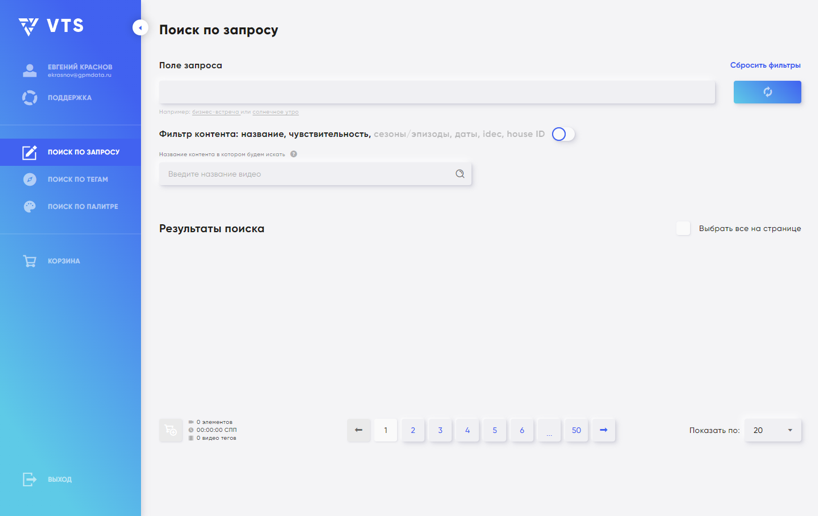 VTS
ЕВГЕНИЙ КРАСНОВ
ekrasnov@gpmdata.ru
ПОДДЕРЖКА
ПОИСК ПО ЗАПРОСУ
ПОИСК ПО ТЕГАМ
ПОИСК ПО ПАЛИТРЕ
КОРЗИНА
ВЫХОД
Поиск по запросу
Поле запроса
Сбросить фильтры
Например: бизнес встреча или солнечное утро
Фильтр контента: название, чувствительность, сезоны/эпизоды, даты, idec, house ID
Название контента в котором будем искать ?
Введите название видео
Результаты поиска
Выбрать все на странице
0 элементов
00:00:00 СПП
0 видео тегов
1 2 3 4 5 6 ... 50
Показать по: 20